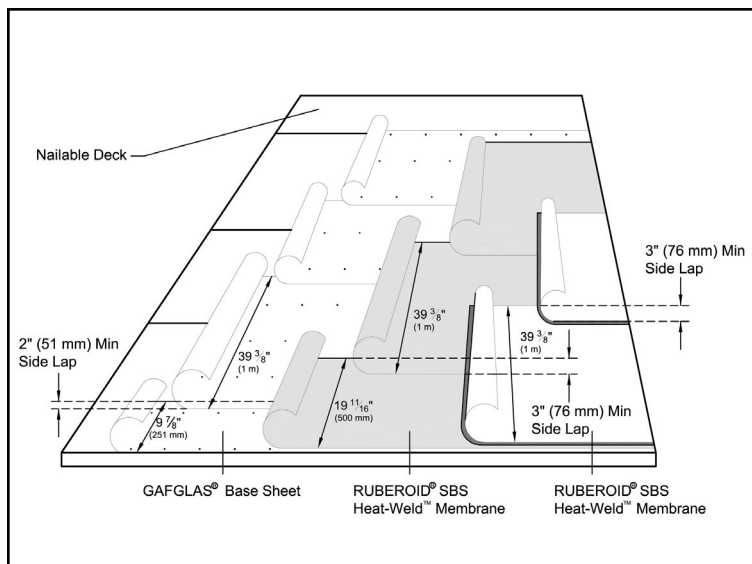 Nailable Deck
3" (76 mm) Min
Side Lap
39 3/8"
(1 m)
39 3/8"
(1 m)
39 3/8"
(1 m)
2" (51 mm) Min
Side Lap
9 7/8"
(251 mm)
19 11/16"
(500 mm)
3" (76 mm) Min
Side Lap
GAFGLAS® Base Sheet
RUBEROID® SBS
Heat-Weld™ Membrane
RUBEROID® SBS
Heat-Weld™ Membrane